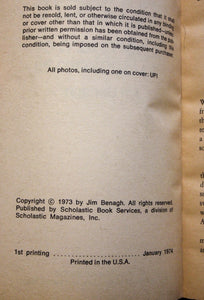 This book is sold subject to the condition that it shall
not be resold, lent, or otherwise circulated in any binding
or cover other than that in which it is published—unless
prior written permission has been obtained from the pub-
lisher—and without a similar condition, including this
condition, being imposed on the subsequent purchaser.
All photos, including one on cover: UPI
Copyright © 1973 by Jim Benagh. All rights reserved.
Published by Scholastic Book Services, a division of
Scholastic Magazines, Inc.
1st printing January 1974
Printed in the U.S.A.